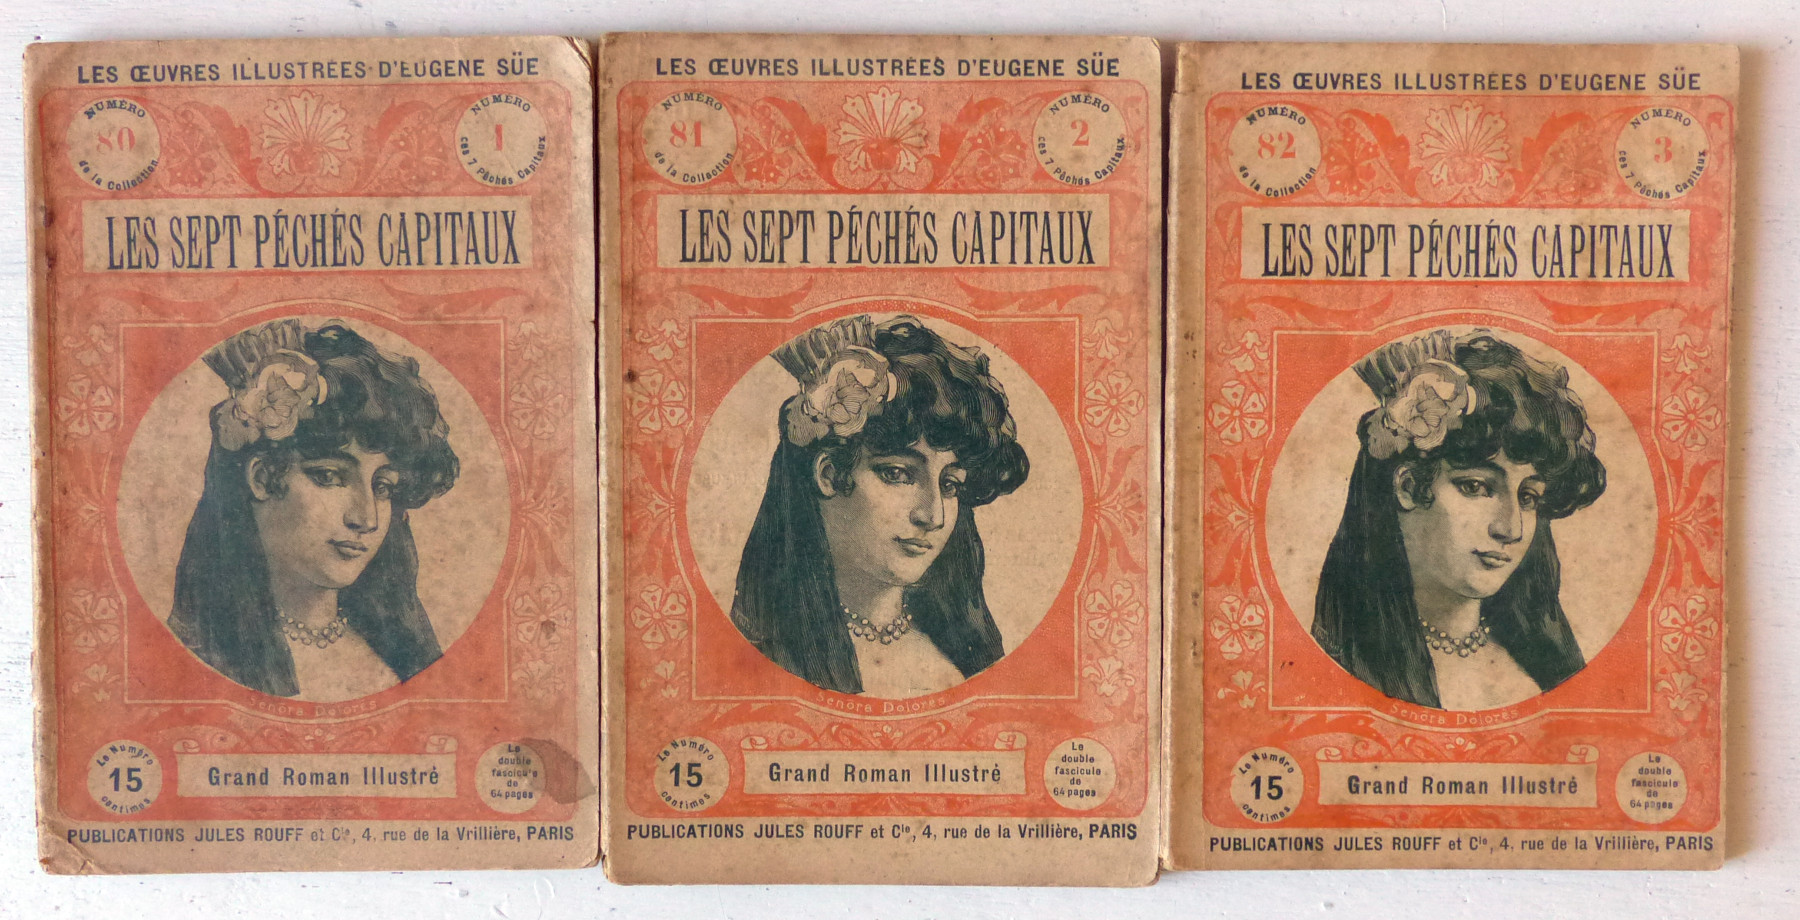 LES ŒUVRES ILLUSTRÉES D'EUGENE SÜE
NUMÉRO
80
de la Collection
NUMÉRO
1
des 7 Péchés Capitaux
LES SEPT PÉCHÉS CAPITAUX
Senõra Dolores
Le Numéro
15
centimes
Grand Roman Illustré
Le
double
fascicule
de
64 pages
PUBLICATIONS JULES ROUFF et Cie, 4, rue de la Vrillière, PARIS
LES ŒUVRES ILLUSTRÉES D'EUGENE SÜE
NUMÉRO
81
de la Collection
NUMÉRO
2
des 7 Péchés Capitaux
LES SEPT PÉCHÉS CAPITAUX
Senõra Dolores
Le Numéro
15
centimes
Grand Roman Illustré
Le
double
fascicule
de
64 pages
PUBLICATIONS JULES ROUFF et Cie, 4, rue de la Vrillière, PARIS
LES ŒUVRES ILLUSTRÉES D'EUGENE SÜE
NUMÉRO
82
de la Collection
NUMÉRO
3
des 7 Péchés Capitaux
LES SEPT PÉCHÉS CAPITAUX
Senõra Dolores
Le Numéro
15
centimes
Grand Roman Illustré
Le
double
fascicule
de
64 pages
PUBLICATIONS JULES ROUFF et Cie, 4, rue de la Vrillière, PARIS